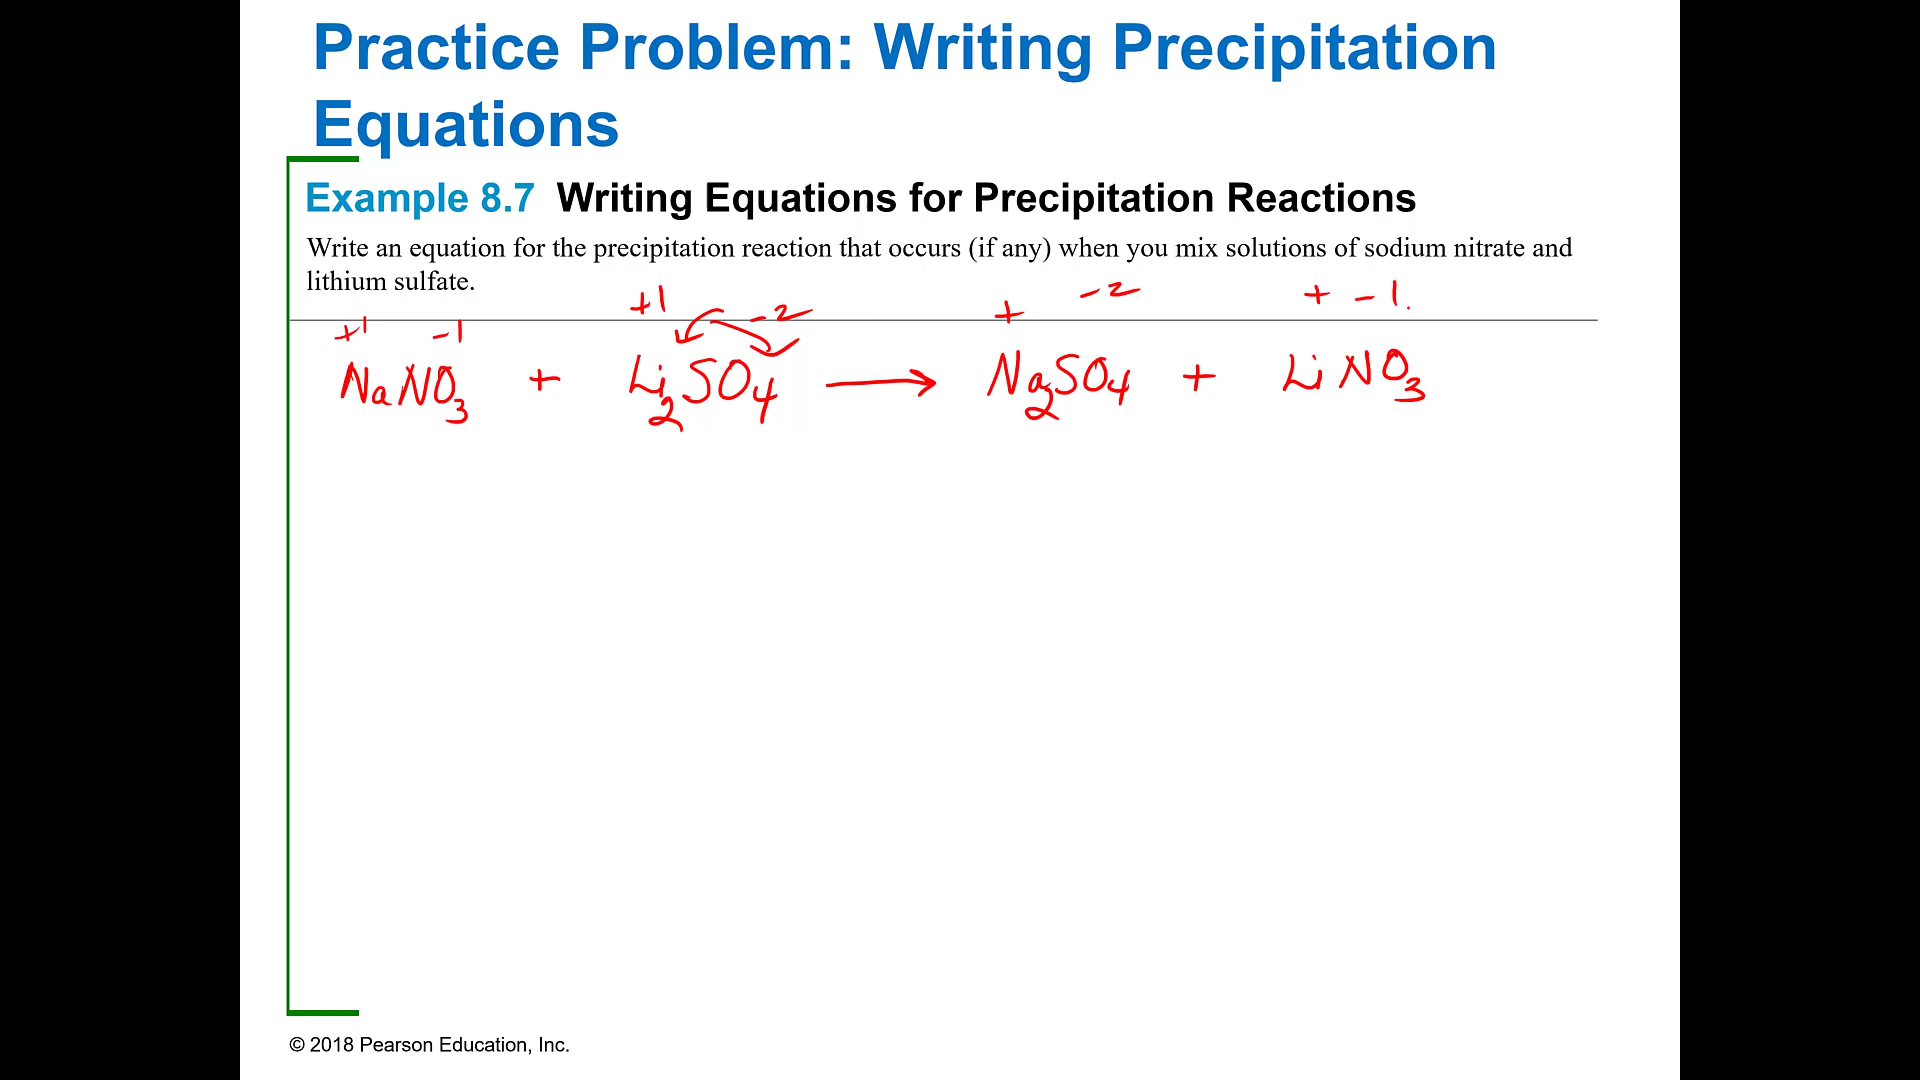 Practice Problem: Writing Precipitation
Equations
Example 8.7 Writing Equations for Precipitation Reactions
Write an equation for the precipitation reaction that occurs (if any) when you mix solutions of sodium nitrate and
lithium sulfate.
+1 -1 +1 -2 + -2 + -1.
NaNO3 + Li2SO4 → Na2SO4 + LiNO3
© 2018 Pearson Education, Inc.